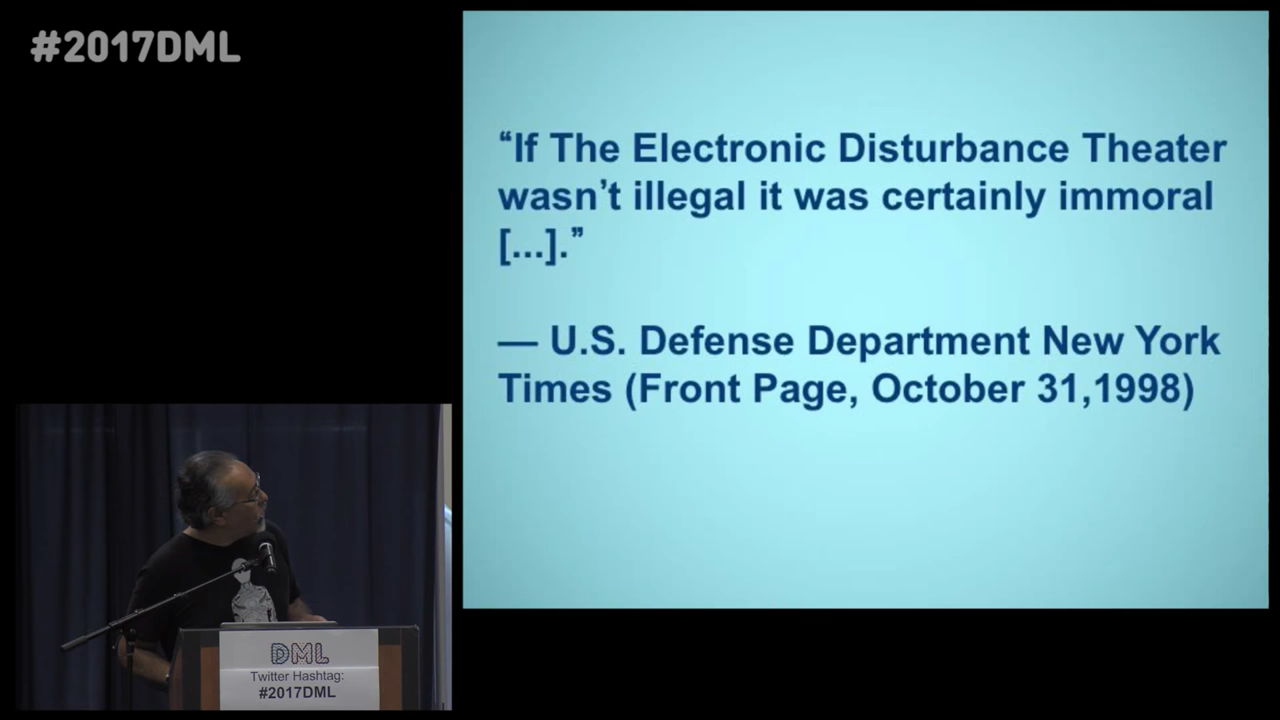 #2017DML
“If The Electronic Disturbance Theater
wasn’t illegal it was certainly immoral
[...].”
— U.S. Defense Department New York
Times (Front Page, October 31,1998)
DML
Twitter Hashtag:
#2017DML